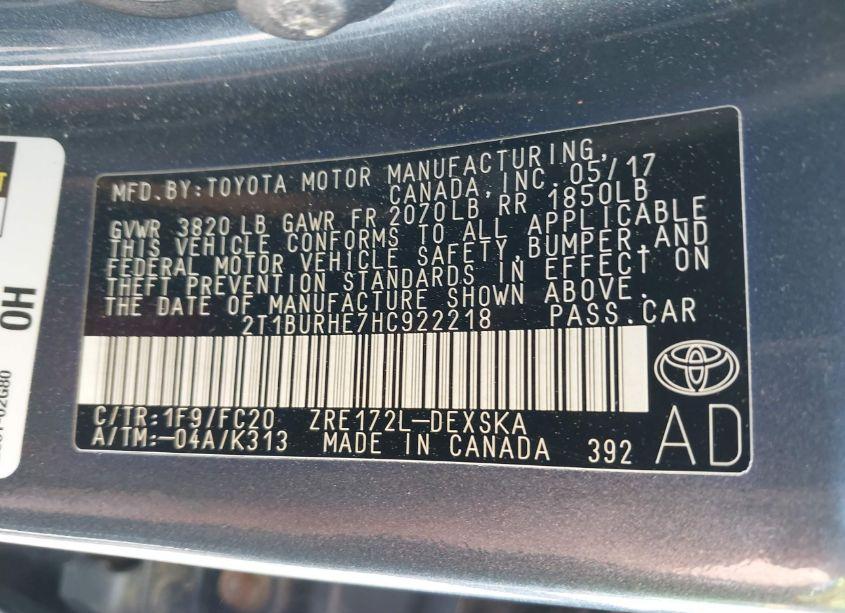 MFD.BY:TOYOTA MOTOR MANUFACTURING,
CANADA,INC. 05/17
GVWR 3820 LB GAWR FR 2070LB RR 1850LB
THIS VEHICLE CONFORMS TO ALL APPLICABLE
FEDERAL MOTOR VEHICLE SAFETY,BUMPER,AND
THEFT PREVENTION STANDARDS IN EFFECT ON
THE DATE OF MANUFACTURE SHOWN ABOVE.
2T1BURHE7HC922218 PASS.CAR
C/TR:1F9/FC20 ZRE172L-DEXSKA
A/TM:-04A/K313 MADE IN CANADA 392
AD
OH